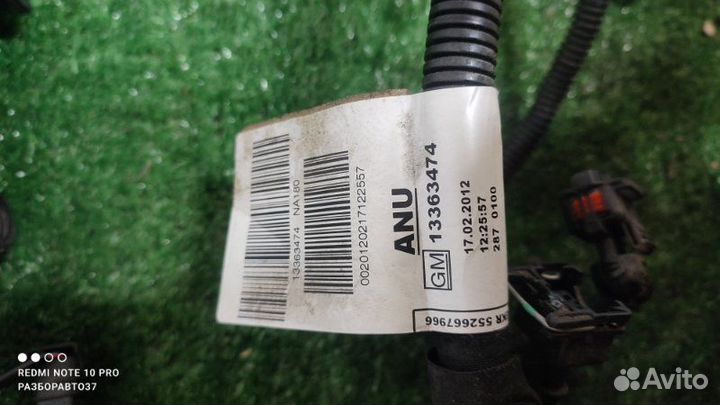 ANU
GM 13363474
17.02.2012
12:25:57
287 0100
13363474 NA180
0020120217122557
KR 552667966
REDMI NOTE 10 PRO
РАЗБОРАВТО37
Avito